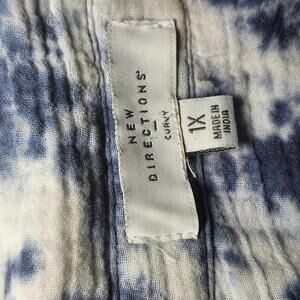 NEW
DIRECTIONS®
CURVY
1X
MADE IN
INDIA